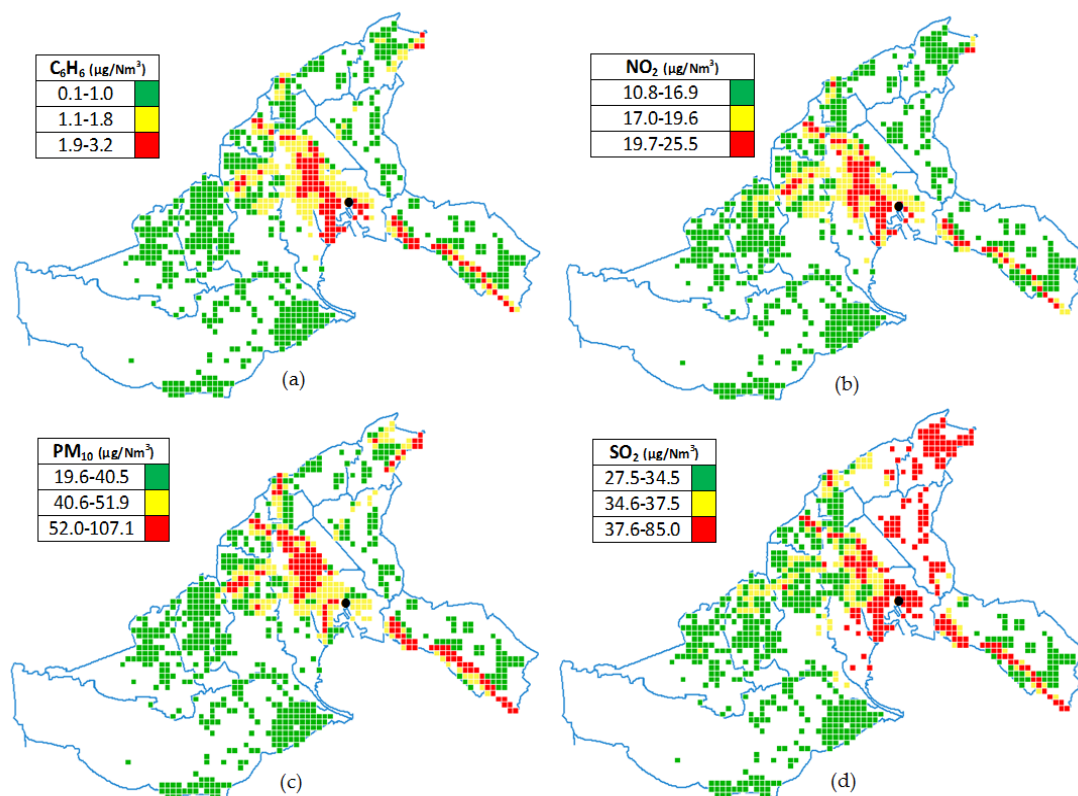 C₆H₆ (µg/Nm³)
0.1-1.0
1.1-1.8
1.9-3.2
(a)
NO₂ (µg/Nm³)
10.8-16.9
17.0-19.6
19.7-25.5
(b)
PM₁₀ (µg/Nm³)
19.6-40.5
40.6-51.9
52.0-107.1
(c)
SO₂ (µg/Nm³)
27.5-34.5
34.6-37.5
37.6-85.0
(d)